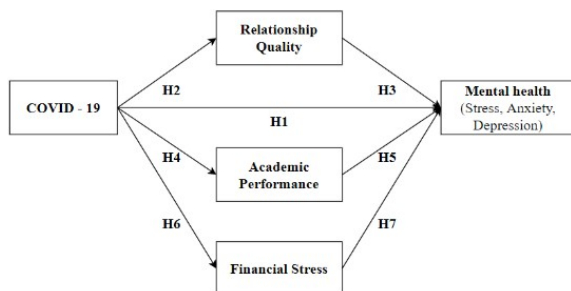 Relationship
Quality
H2
H3
COVID - 19
Mental health
(Stress, Anxiety,
Depression)
H1
H4
Academic
Performance
H5
H6
H7
Financial Stress